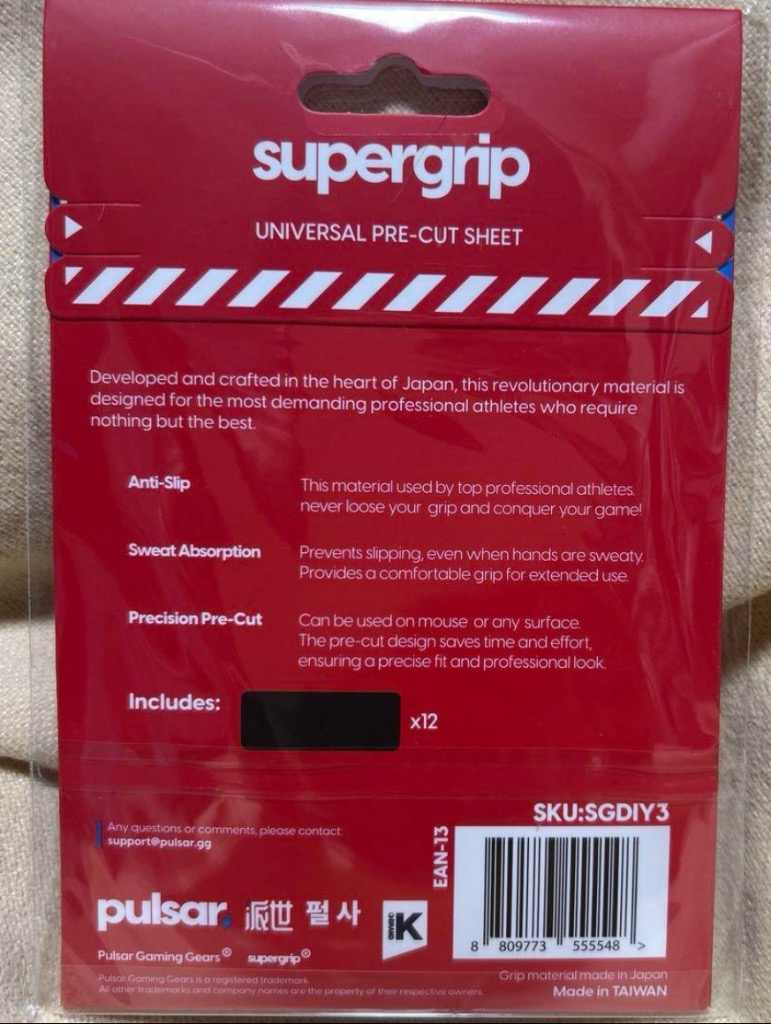 supergrip
UNIVERSAL PRE-CUT SHEET
Developed and crafted in the heart of Japan, this revolutionary material is
designed for the most demanding professional athletes who require
nothing but the best.
Anti-Slip
This material used by top professional athletes.
never loose your grip and conquer your game!
Sweat Absorption
Prevents slipping, even when hands are sweaty.
Provides a comfortable grip for extended use.
Precision Pre-Cut
Can be used on mouse or any surface.
The pre-cut design saves time and effort,
ensuring a precise fit and professional look.
Includes:
x12
Any questions or comments, please contact:
support@pulsar.gg
SKU:SGDIY3
EAN-13
8 809773 555548 >
pulsar. 派世 펄사
K
Pulsar Gaming Gears® supergrip®
Pulsar Gaming Gears is a registered trademark
All other trademarks and company names are the property of their respective owners.
Grip material made in Japan
Made in TAIWAN